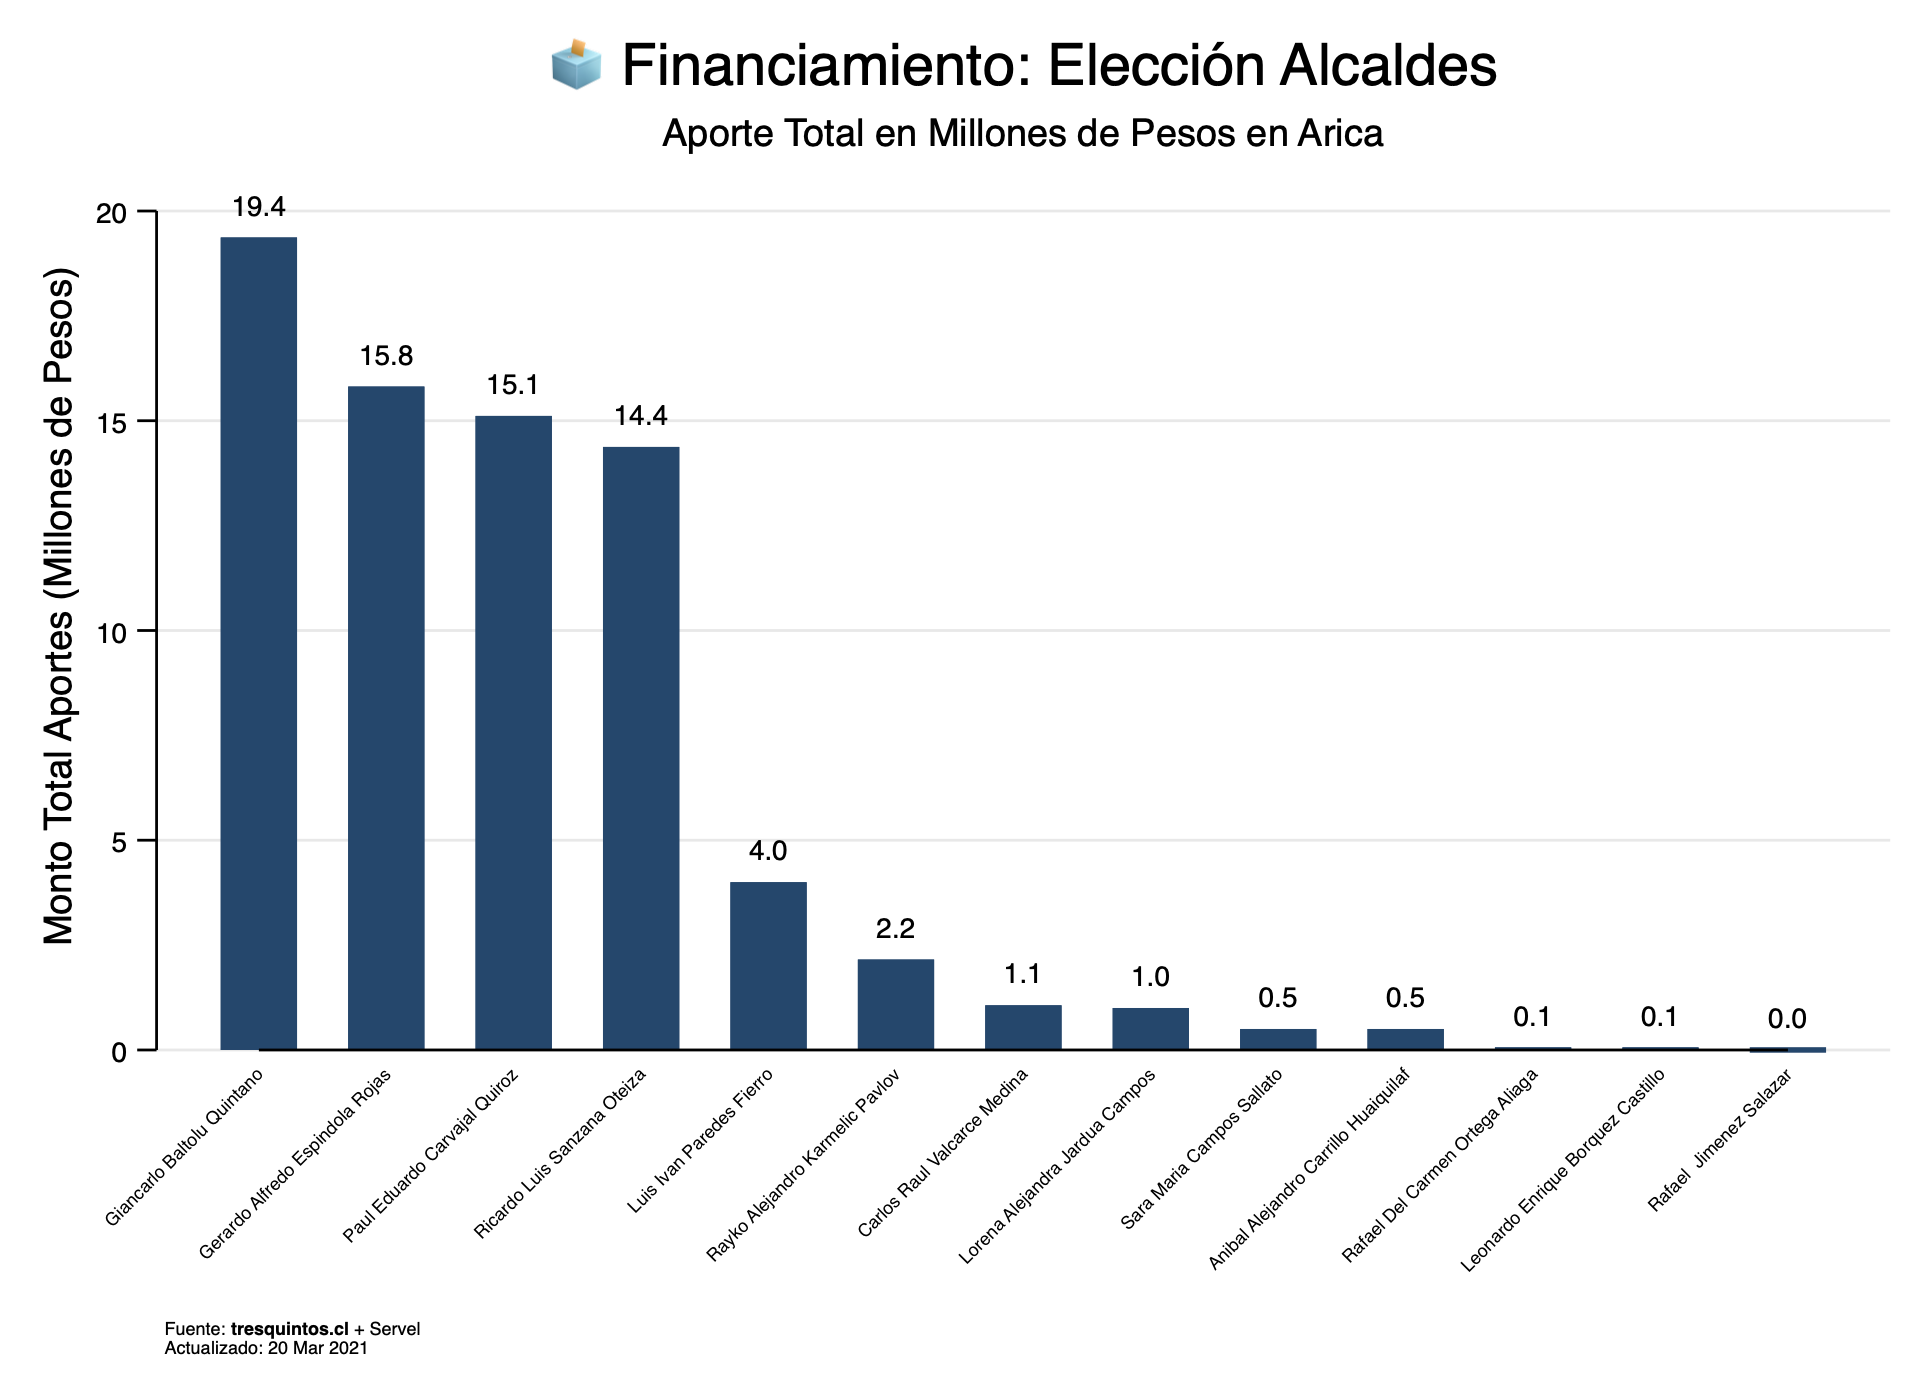 Financiamiento: Elección Alcaldes
Aporte Total en Millones de Pesos en Arica
Monto Total Aportes (Millones de Pesos)
20
15
10
5
0
19.4
15.8
15.1
14.4
4.0
2.2
1.1
1.0
0.5
0.5
0.1
0.1
0.0
Giancarlo Baltolu Quintano
Gerardo Alfredo Espindola Rojas
Paul Eduardo Carvajal Quiroz
Ricardo Luis Sanzana Oteiza
Luis Ivan Paredes Fierro
Rayko Alejandro Karmelic Pavlov
Carlos Raul Valcarce Medina
Lorena Alejandra Jardua Campos
Sara Maria Campos Sallato
Anibal Alejandro Carrillo Huaiquilaf
Rafael Del Carmen Ortega Aliaga
Leonardo Enrique Borquez Castillo
Rafael  Jimenez Salazar
Fuente: tresquintos.cl + Servel
Actualizado: 20 Mar 2021